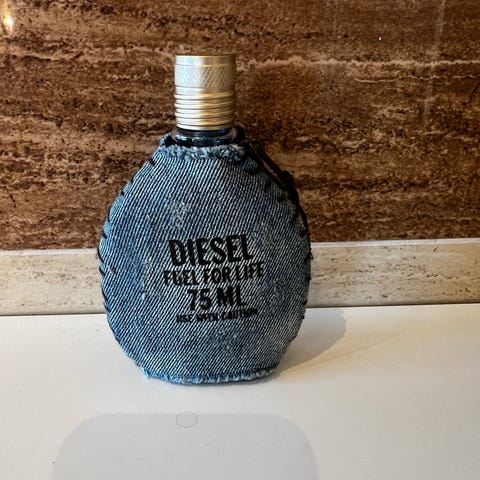 DIESEL
FUEL FOR LIFE
75 ML
USE WITH CAUTION